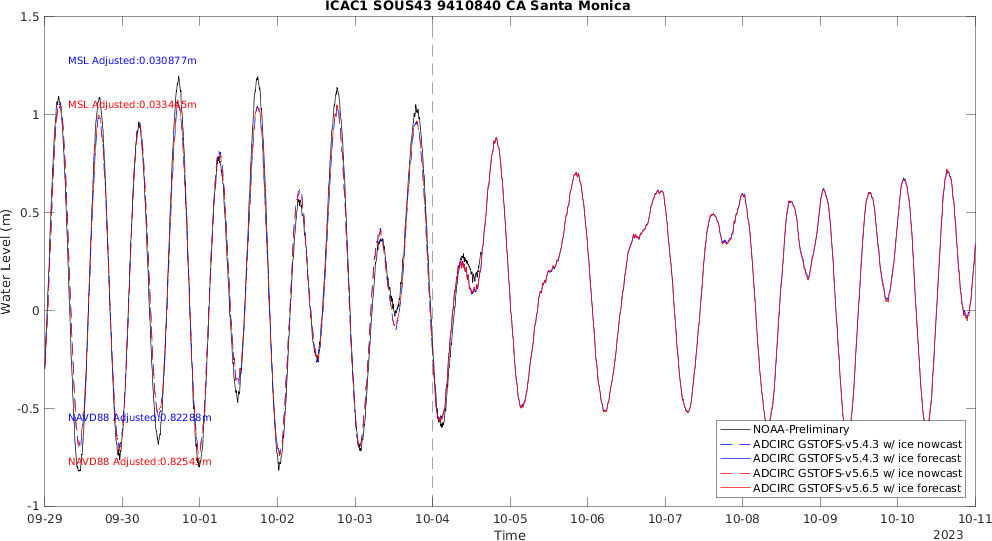 ICAC1 SOUS43 9410840 CA Santa Monica
1.5
1
0.5
0
-0.5
-1
Water Level (m)
MSL Adjusted:0.030877m
MSL Adjusted:0.033445m
NAVD88 Adjusted:0.82288m
NAVD88 Adjusted:0.82545m
NOAA-Preliminary
ADCIRC GSTOFS-v5.4.3 w/ ice nowcast
ADCIRC GSTOFS-v5.4.3 w/ ice forecast
ADCIRC GSTOFS-v5.6.5 w/ ice nowcast
ADCIRC GSTOFS-v5.6.5 w/ ice forecast
09-29 09-30 10-01 10-02 10-03 10-04 10-05 10-06 10-07 10-08 10-09 10-10 10-11
Time
2023